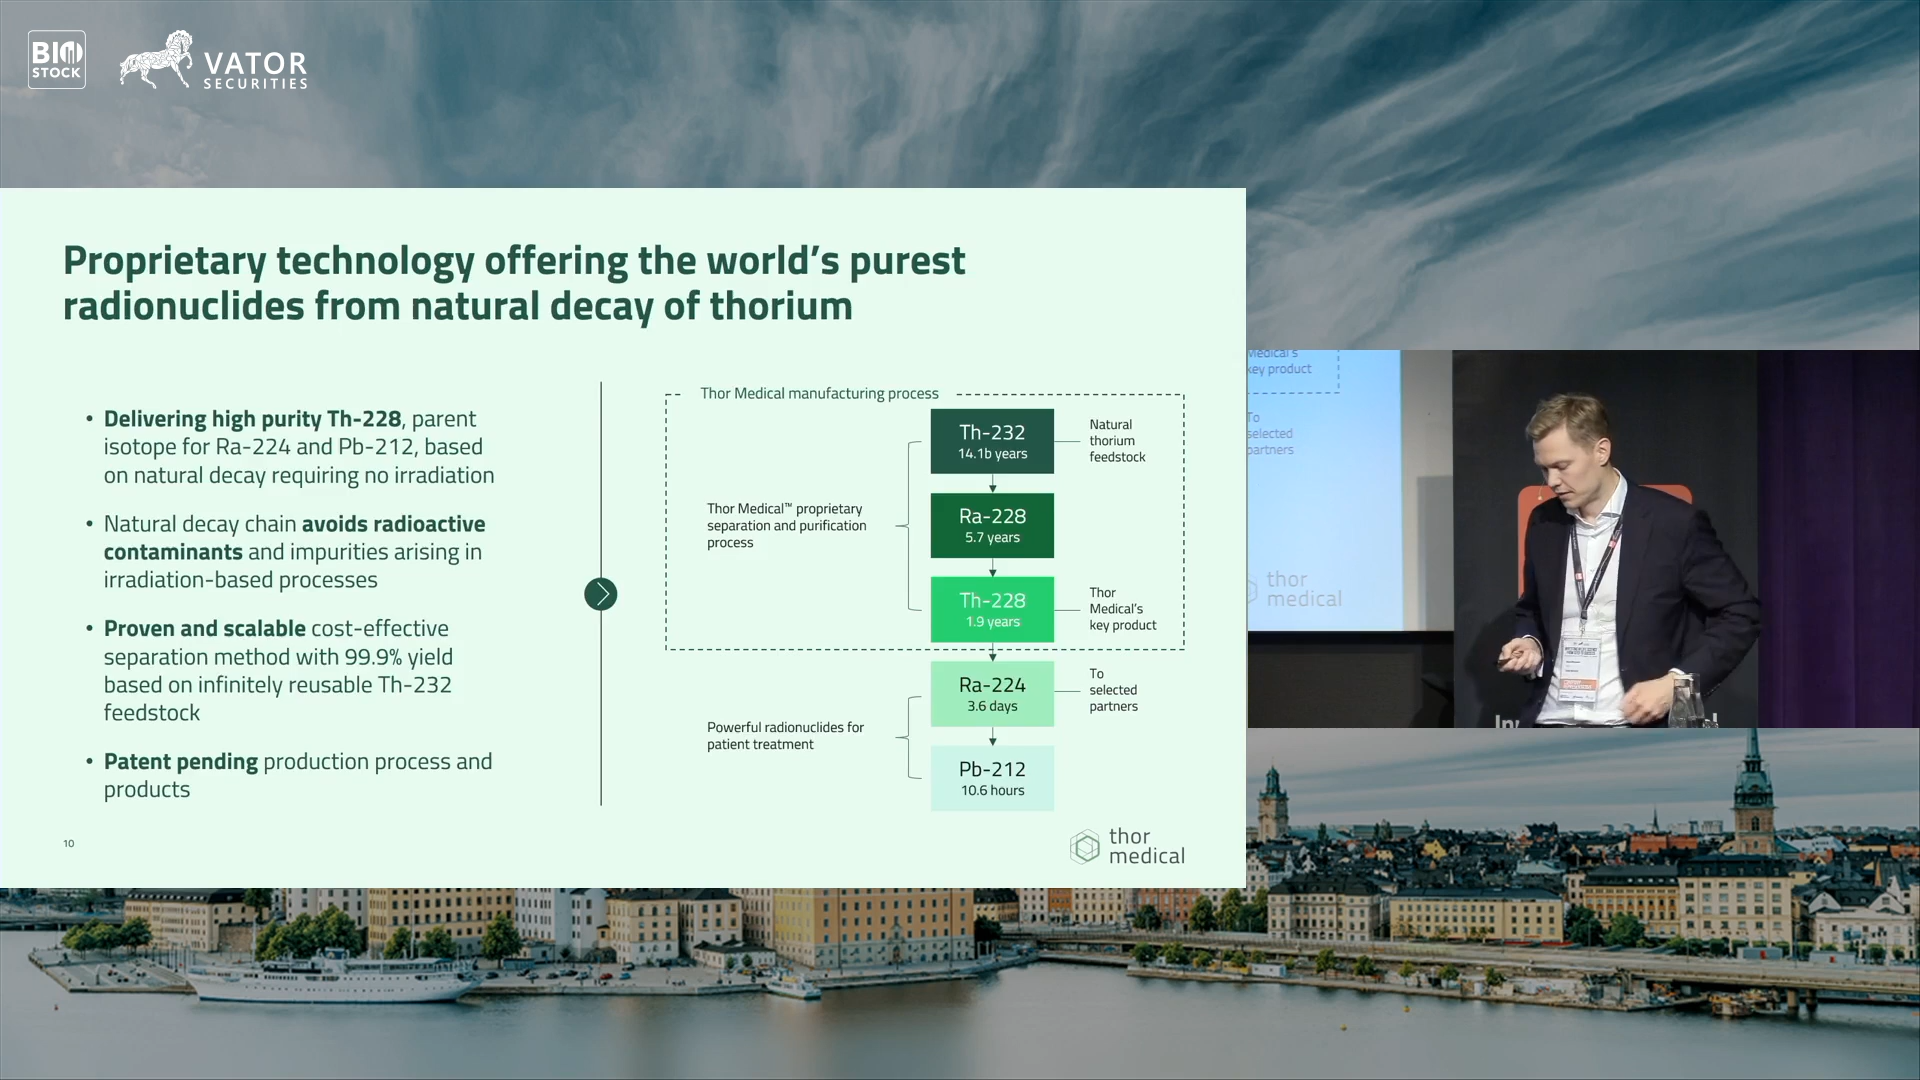 BIO
STOCK
VATOR
SECURITIES
Proprietary technology offering the world’s purest
radionuclides from natural decay of thorium
• Delivering high purity Th-228, parent
isotope for Ra-224 and Pb-212, based
on natural decay requiring no irradiation
• Natural decay chain avoids radioactive
contaminants and impurities arising in
irradiation-based processes
• Proven and scalable cost-effective
separation method with 99.9% yield
based on infinitely reusable Th-232
feedstock
• Patent pending production process and
products
Thor Medical manufacturing process
Th-232
14.1b years
Natural
thorium
feedstock
Thor Medical™ proprietary
separation and purification
process
Ra-228
5.7 years
Th-228
1.9 years
Thor
Medical’s
key product
Ra-224
3.6 days
To
selected
partners
Powerful radionuclides for
patient treatment
Pb-212
10.6 hours
10
thor
medical
Medical’s
key product
To
selected
partners
thor
medical